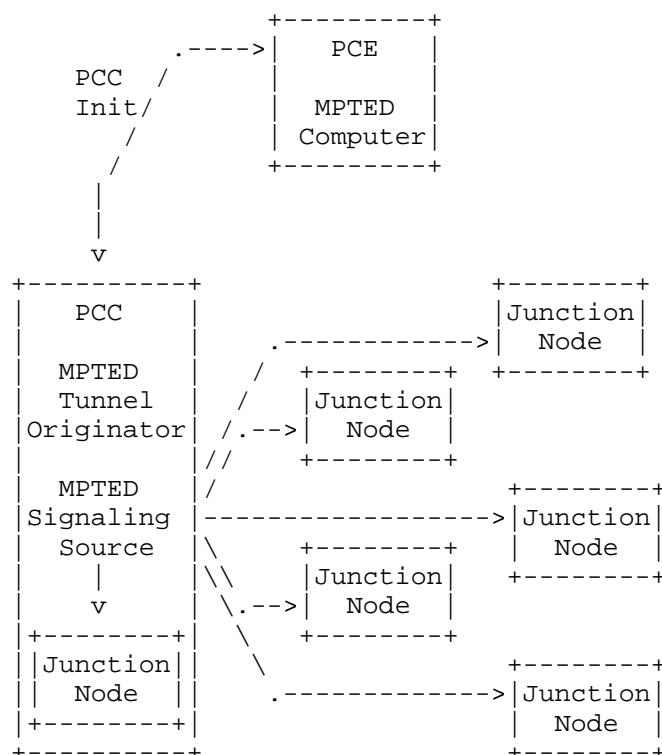 PCE
MPTED
Computer
PCC
Init
PCC
MPTED
Tunnel
Originator
MPTED
Signaling
Source
Junction
Node
Junction
Node
Junction
Node
Junction
Node
Junction
Node
Junction
Node